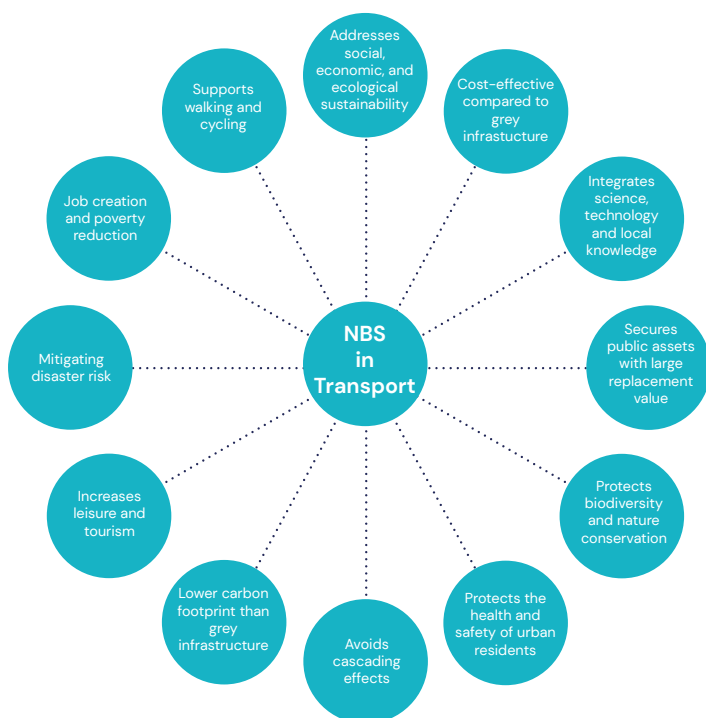 Addresses
social,
economic, and
ecological
sustainability
Cost-effective
compared to
grey
infrastucture
Integrates
science,
technology
and local
knowledge
Secures
public assets
with large
replacement
value
Protects
biodiversity
and nature
conservation
Protects the
health and
safety of urban
residents
Avoids
cascading
effects
Lower carbon
footprint than
grey
infrastructure
Increases
leisure and
tourism
Mitigating
disaster risk
Job creation
and poverty
reduction
Supports
walking and
cycling
NBS
in
Transport